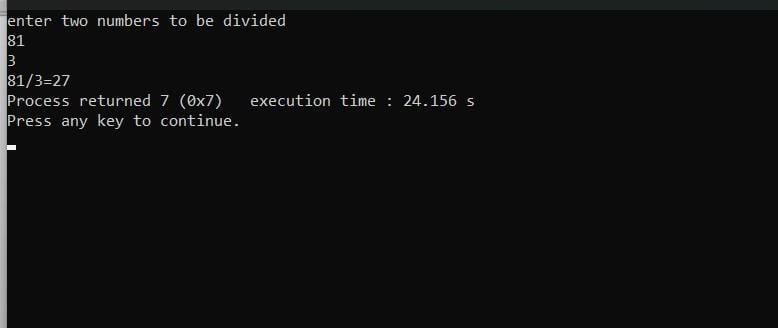 enter two numbers to be divided
81
3
81/3=27
Process returned 7 (0x7)   execution time : 24.156 s
Press any key to continue.